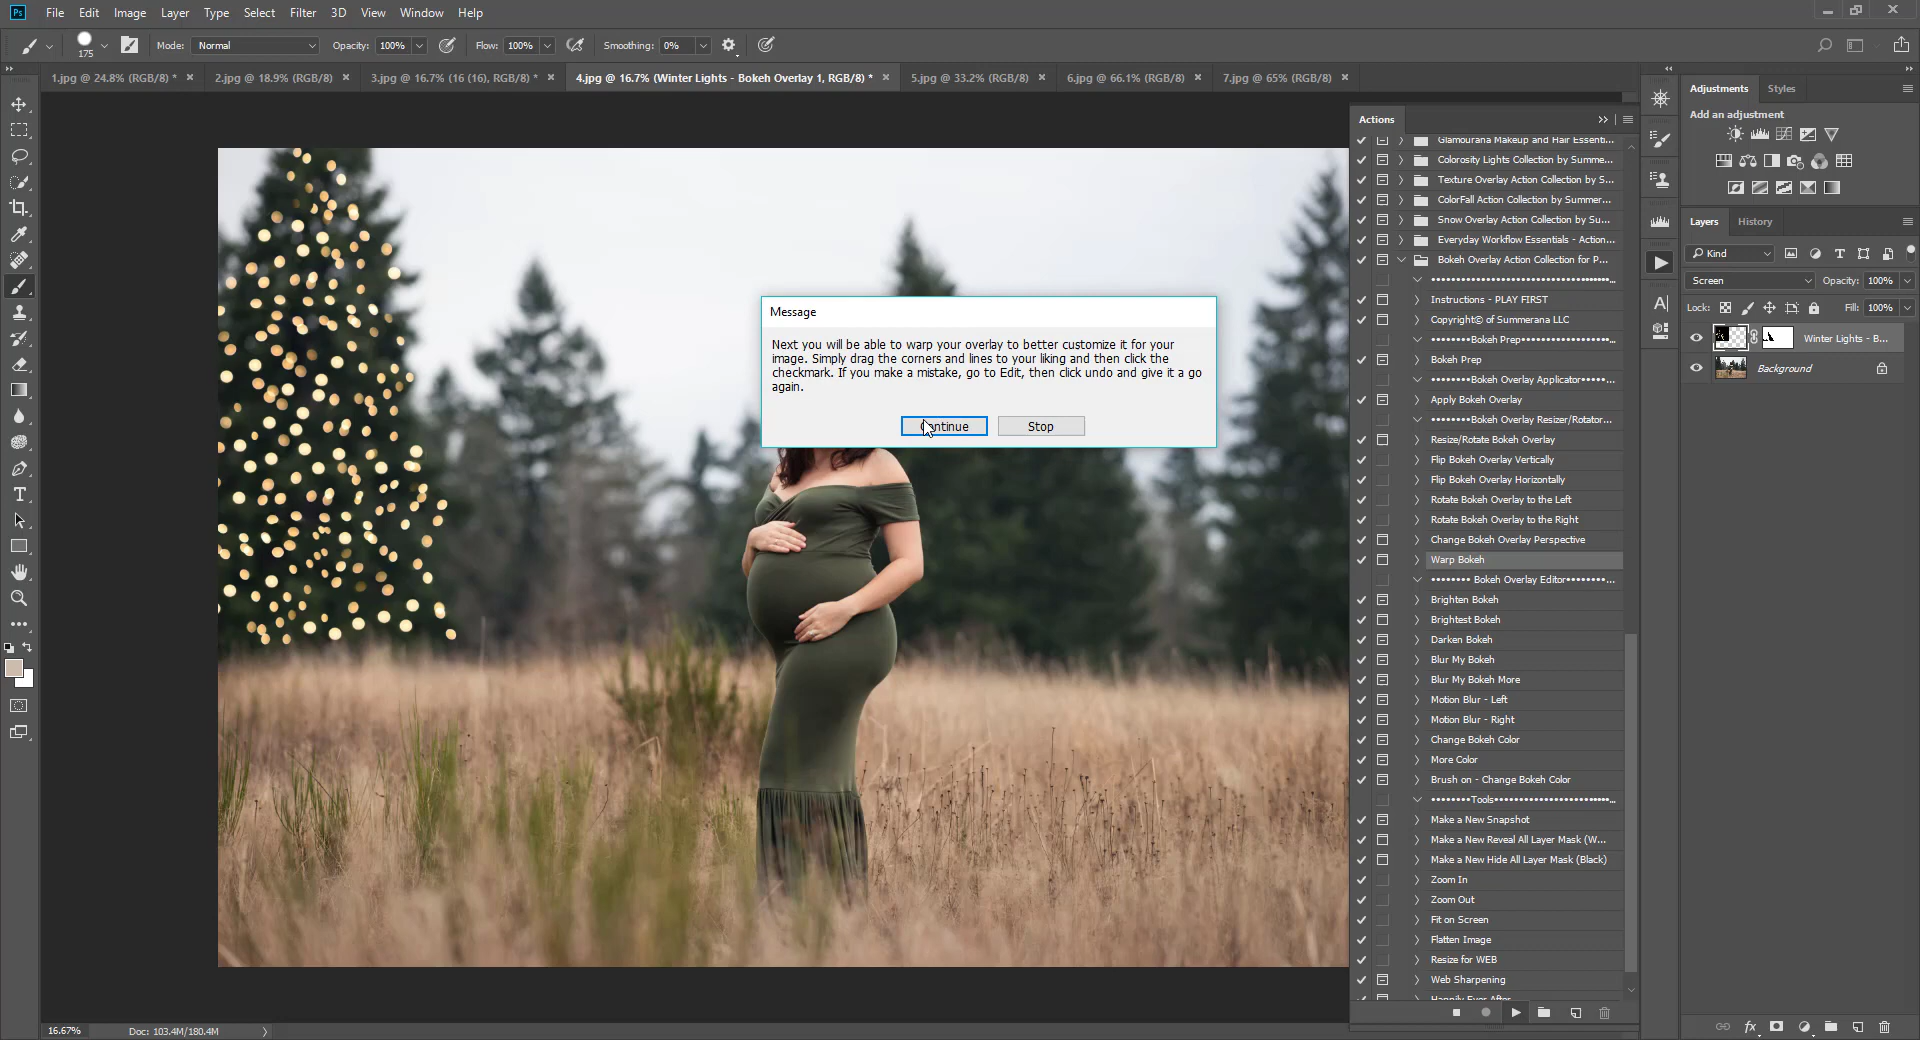 Ps File Edit Image Layer Type Select Filter 3D View Window Help
175 Mode: Normal Opacity: 100% Flow: 100% Smoothing: 0%
1.jpg @ 24.8% (RGB/8) * × 2.jpg @ 18.9% (RGB/8) × 3.jpg @ 16.7% (16 (16), RGB/8) * × 4.jpg @ 16.7% (Winter Lights - Bokeh Overlay 1, RGB/8) * × 5.jpg @ 33.2% (RGB/8) × 6.jpg @ 66.1% (RGB/8) × 7.jpg @ 65% (RGB/8) ×
Message
Next you will be able to warp your overlay to better customize it for your
image. Simply drag the corners and lines to your liking and then click the
checkmark. If you make a mistake, go to Edit, then click undo and give it a go
again.
Continue Stop
Actions
Glamourana Makeup and Hair Essenti...
Colorosity Lights Collection by Summe...
Texture Overlay Action Collection by S...
ColorFall Action Collection by Summer...
Snow Overlay Action Collection by Su...
Everyday Workflow Essentials - Action...
Bokeh Overlay Action Collection for P...
Instructions - PLAY FIRST
Copyright© of Summerana LLC
••••••••Bokeh Prep••••••••••••••••••...
Bokeh Prep
••••••••Bokeh Overlay Applicator•••••...
Apply Bokeh Overlay
••••••••Bokeh Overlay Resizer/Rotator...
Resize/Rotate Bokeh Overlay
Flip Bokeh Overlay Vertically
Flip Bokeh Overlay Horizontally
Rotate Bokeh Overlay to the Left
Rotate Bokeh Overlay to the Right
Change Bokeh Overlay Perspective
Warp Bokeh
•••••••• Bokeh Overlay Editor••••••••...
Brighten Bokeh
Brightest Bokeh
Darken Bokeh
Blur My Bokeh
Blur My Bokeh More
Motion Blur - Left
Motion Blur - Right
Change Bokeh Color
More Color
Brush on - Change Bokeh Color
••••••••Tools•••••••••••••••••••••••...
Make a New Snapshot
Make a New Reveal All Layer Mask (W...
Make a New Hide All Layer Mask (Black)
Zoom In
Zoom Out
Fit on Screen
Flatten Image
Resize for WEB
Web Sharpening
Happily Ever After
Adjustments Styles
Add an adjustment
Layers History
Kind
Screen Opacity: 100%
Lock: Fill: 100%
Winter Lights - B...
Background
16.67% Doc: 103.4M/180.4M